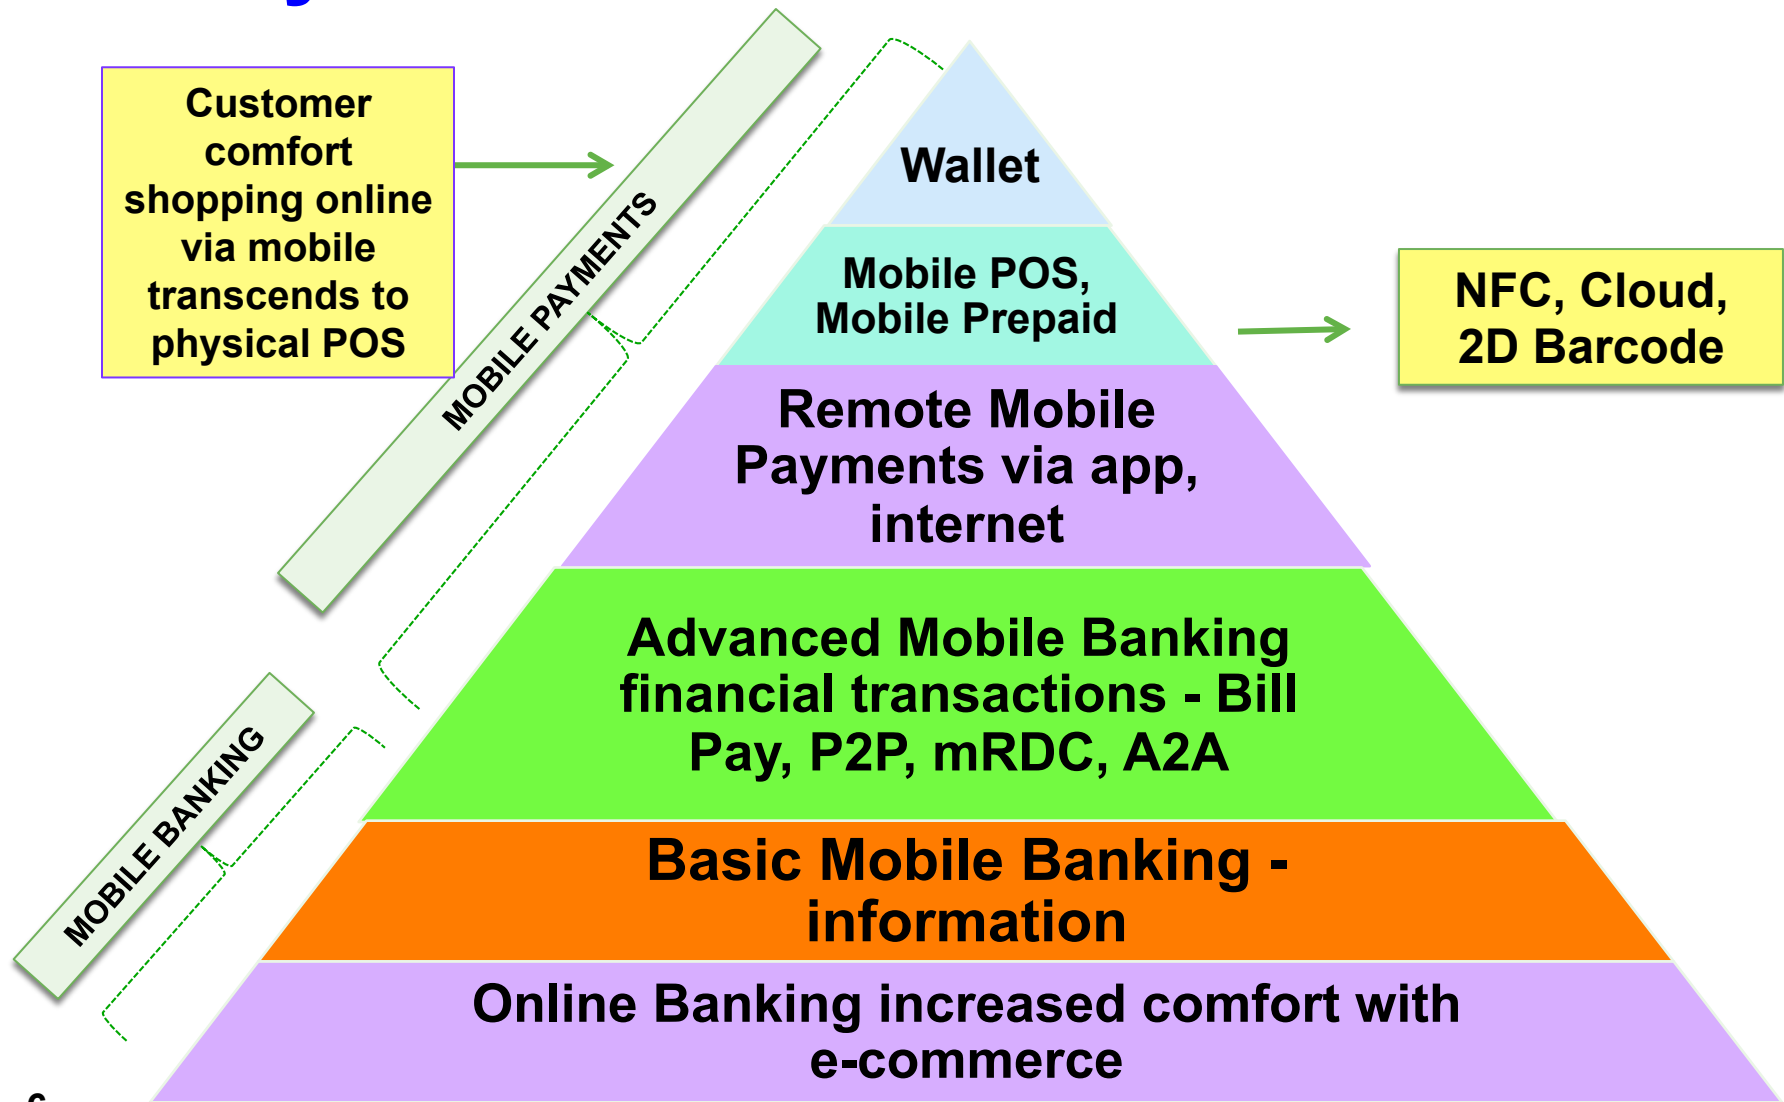 Customer
comfort
shopping online
via mobile
transcends to
physical POS
MOBILE PAYMENTS
Wallet
Mobile POS,
Mobile Prepaid
NFC, Cloud,
2D Barcode
Remote Mobile
Payments via app,
internet
Advanced Mobile Banking
financial transactions - Bill
Pay, P2P, mRDC, A2A
MOBILE BANKING
Basic Mobile Banking -
information
Online Banking increased comfort with
e-commerce